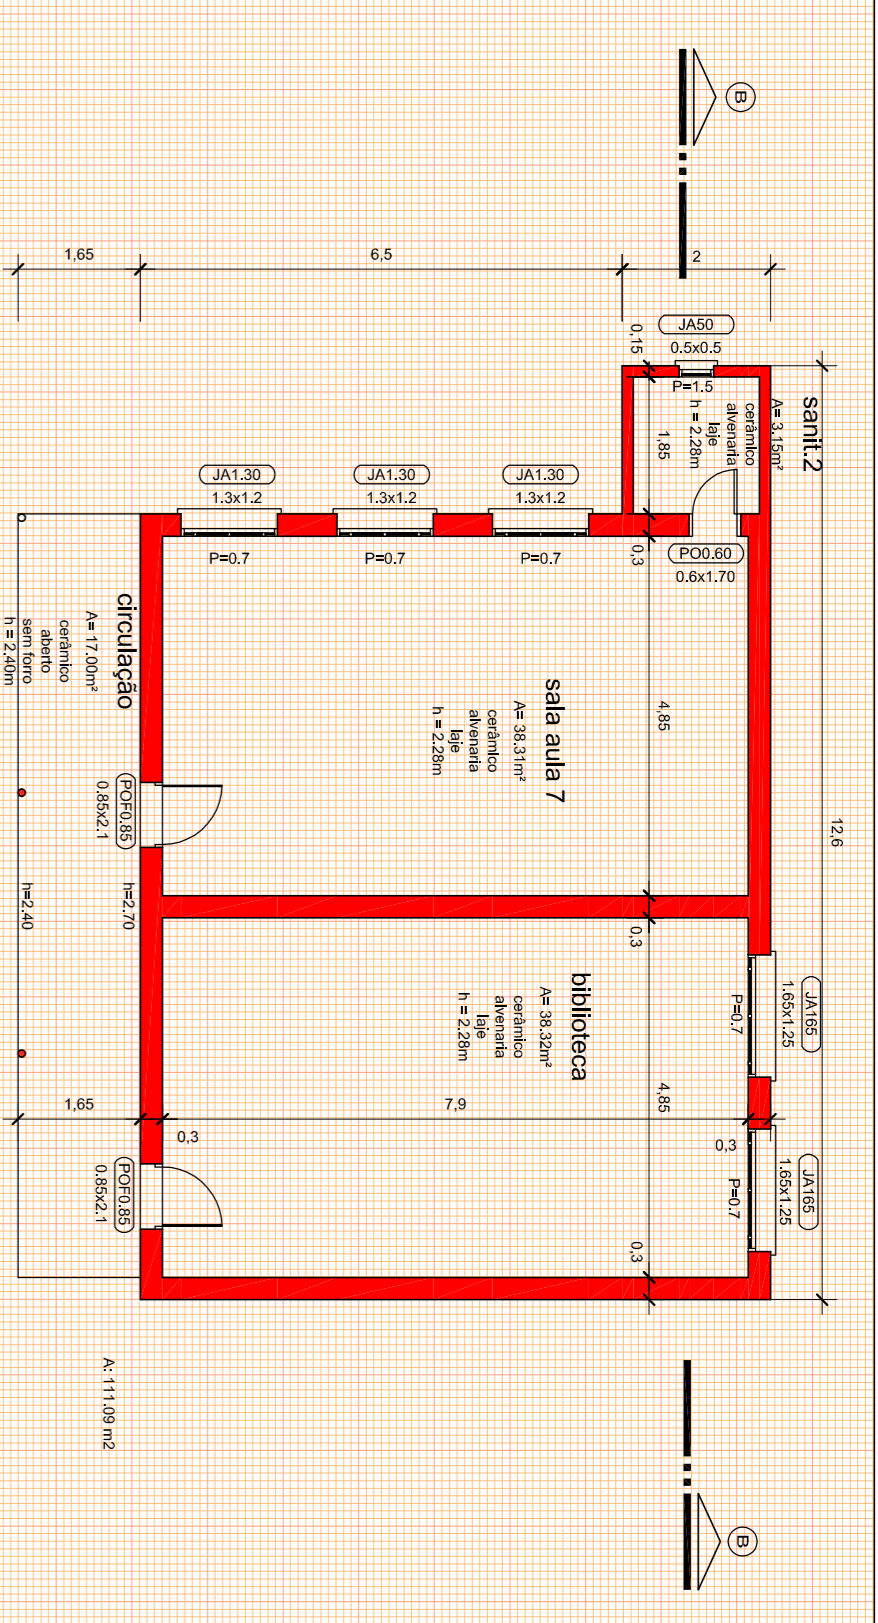 B
1,65
6,5
2
JA50
0.5x0.5
P=1.5
0,15
1,85
sanit.2
A= 3.15m²
cerâmico
alvenaria
laje
h = 2.28m
JA1.30
1.3x1.2
P=0.7
JA1.30
1.3x1.2
P=0.7
JA1.30
1.3x1.2
P=0.7
PO0.60
0.6x1.70
0,3
circulação
A= 17.00m²
cerâmico
aberto
sem forro
h = 2.40m
sala aula 7
A= 38.31m²
cerâmico
alvenaria
laje
h = 2.28m
4,85
12,6
POF0.85
0.85x2.1
h=2.70
h=2.40
0,3
biblioteca
A= 38.32m²
cerâmico
alvenaria
laje
h = 2.28m
JA165
1.65x1.25
P=0.7
4,85
1,65
7,9
0,3
0,3
JA165
1.65x1.25
P=0.7
POF0.85
0.85x2.1
0,3
A: 111.09 m2
B